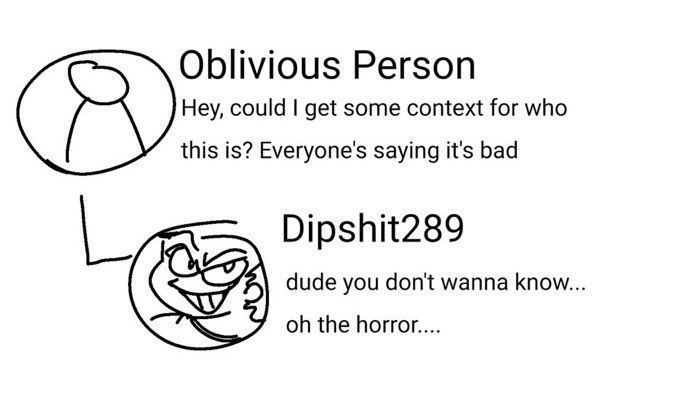 Oblivious Person
Hey, could I get some context for who
this is? Everyone's saying it's bad
Dipshit289
dude you don't wanna know...
oh the horror....